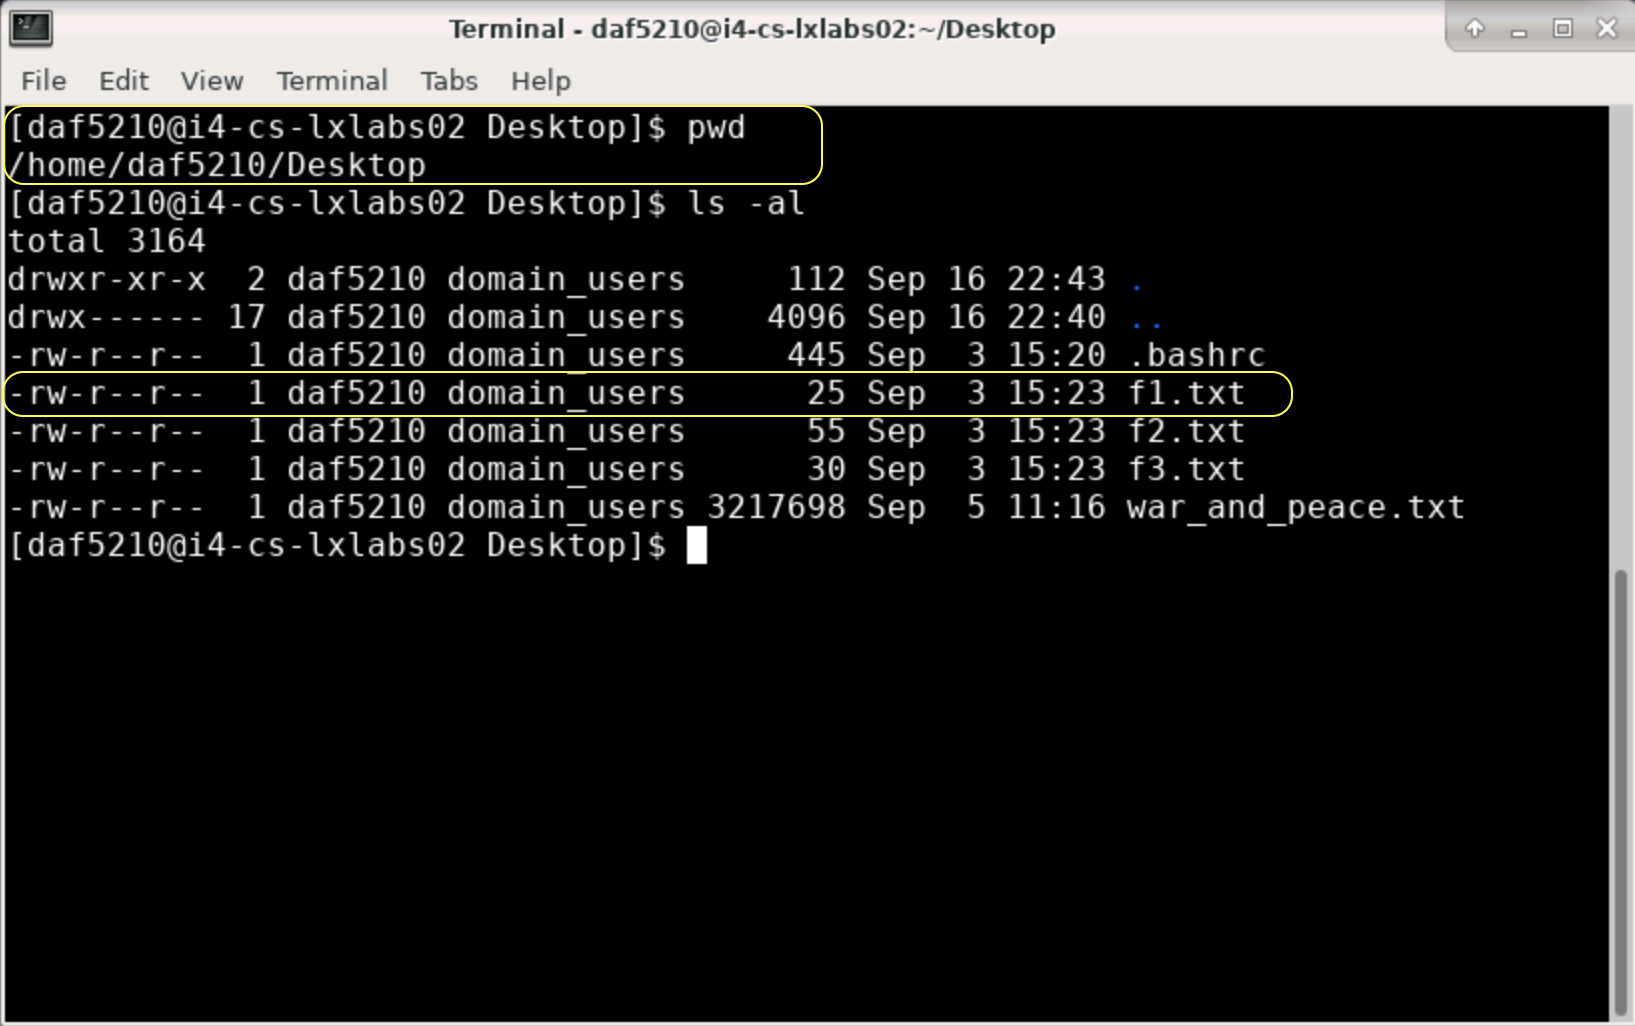 Terminal - daf5210@i4-cs-lxlabs02:~/Desktop
File Edit View Terminal Tabs Help
[daf5210@i4-cs-lxlabs02 Desktop]$ pwd
/home/daf5210/Desktop
[daf5210@i4-cs-lxlabs02 Desktop]$ ls -al
total 3164
drwxr-xr-x  2 daf5210 domain_users     112 Sep 16 22:43 .
drwx------ 17 daf5210 domain_users    4096 Sep 16 22:40 ..
-rw-r--r--  1 daf5210 domain_users     445 Sep  3 15:20 .bashrc
-rw-r--r--  1 daf5210 domain_users      25 Sep  3 15:23 f1.txt
-rw-r--r--  1 daf5210 domain_users      55 Sep  3 15:23 f2.txt
-rw-r--r--  1 daf5210 domain_users      30 Sep  3 15:23 f3.txt
-rw-r--r--  1 daf5210 domain_users 3217698 Sep  5 11:16 war_and_peace.txt
[daf5210@i4-cs-lxlabs02 Desktop]$